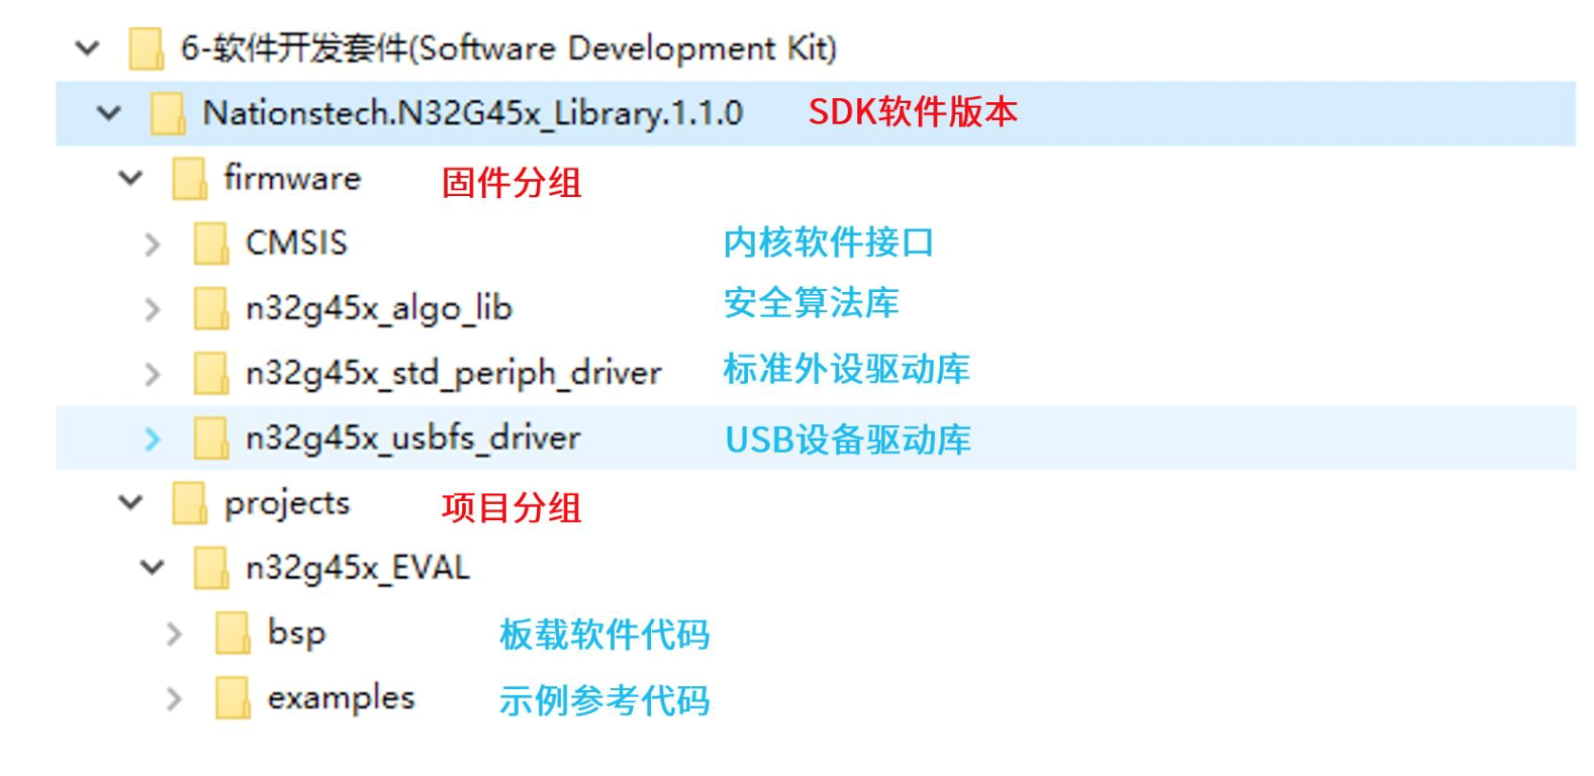 6-软件开发套件(Software Development Kit)
Nationstech.N32G45x_Library.1.1.0 SDK软件版本
firmware 固件分组
CMSIS 内核软件接口
n32g45x_algo_lib 安全算法库
n32g45x_std_periph_driver 标准外设驱动库
n32g45x_usbfs_driver USB设备驱动库
projects 项目分组
n32g45x_EVAL
bsp 板载软件代码
examples 示例参考代码